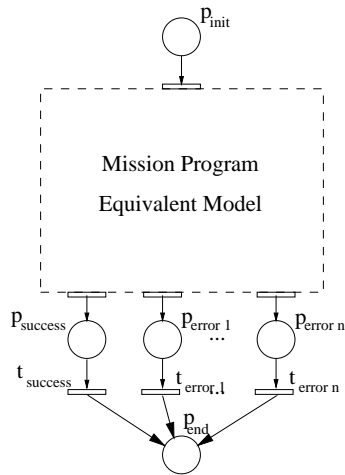 p_init
Mission Program
Equivalent Model
p_success p_error 1 ... p_error n
t_success t_error 1 ... t_error n
p_end